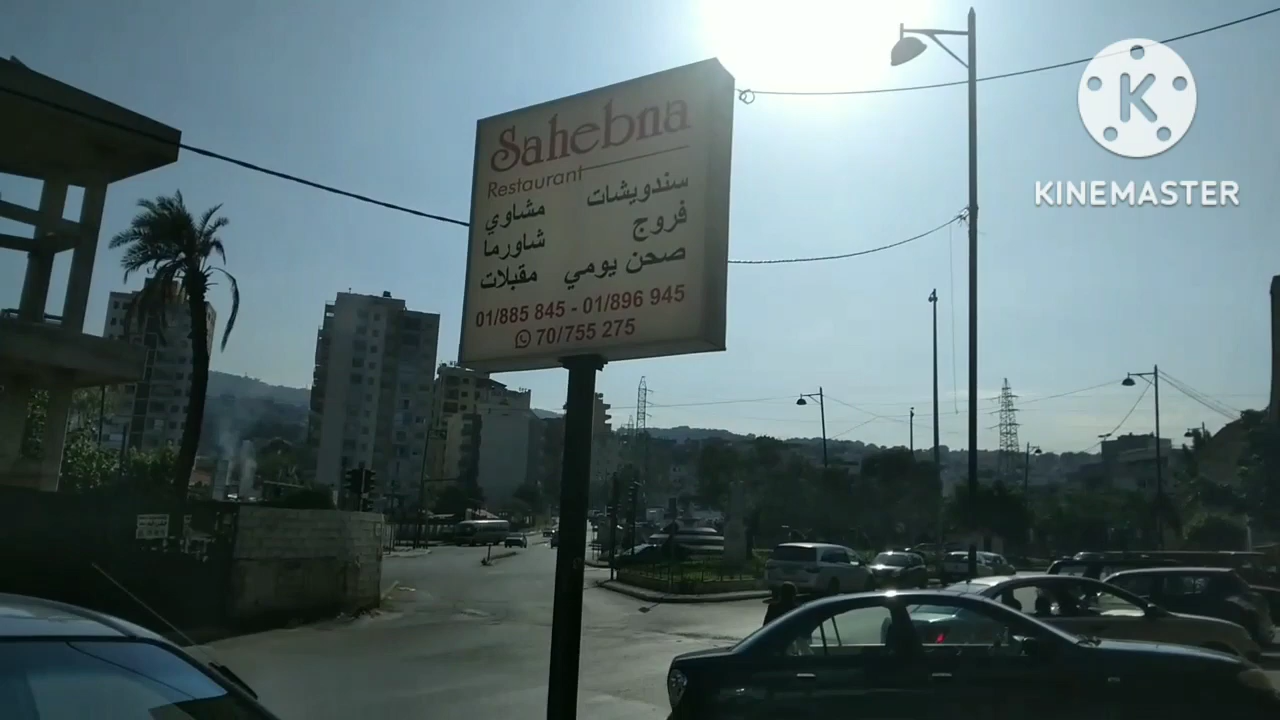 Sahebna
Restaurant
سندويشات مشاوي
فروج شاورما
صحن يومي مقبلات
01/885 845 - 01/896 945
70/755 275
K
KINEMASTER